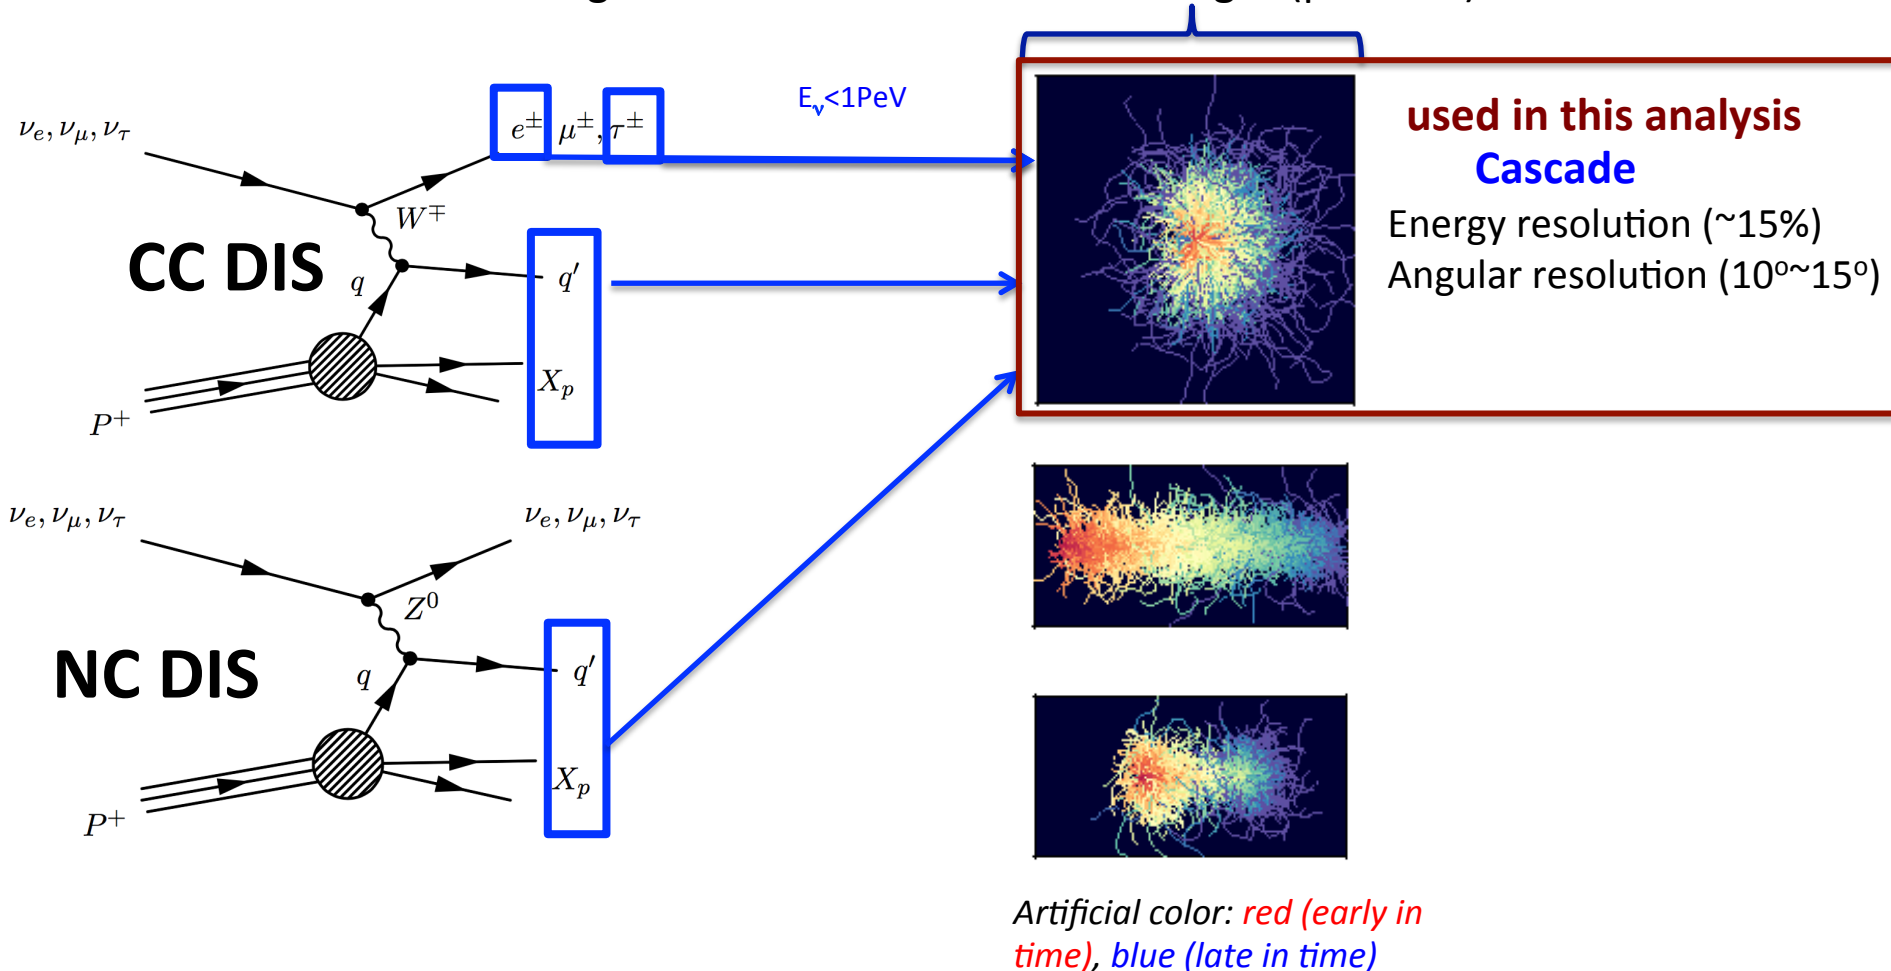 E_ν<1PeV
ν_e, ν_μ, ν_τ
e^±, μ^±, τ^±
W^∓
CC DIS
q
q′
X_p
P^+
used in this analysis
Cascade
Energy resolution (~15%)
Angular resolution (10°~15°)
ν_e, ν_μ, ν_τ
ν_e, ν_μ, ν_τ
Z^0
NC DIS
q
q′
X_p
P^+
Artificial color: red (early in
time), blue (late in time)